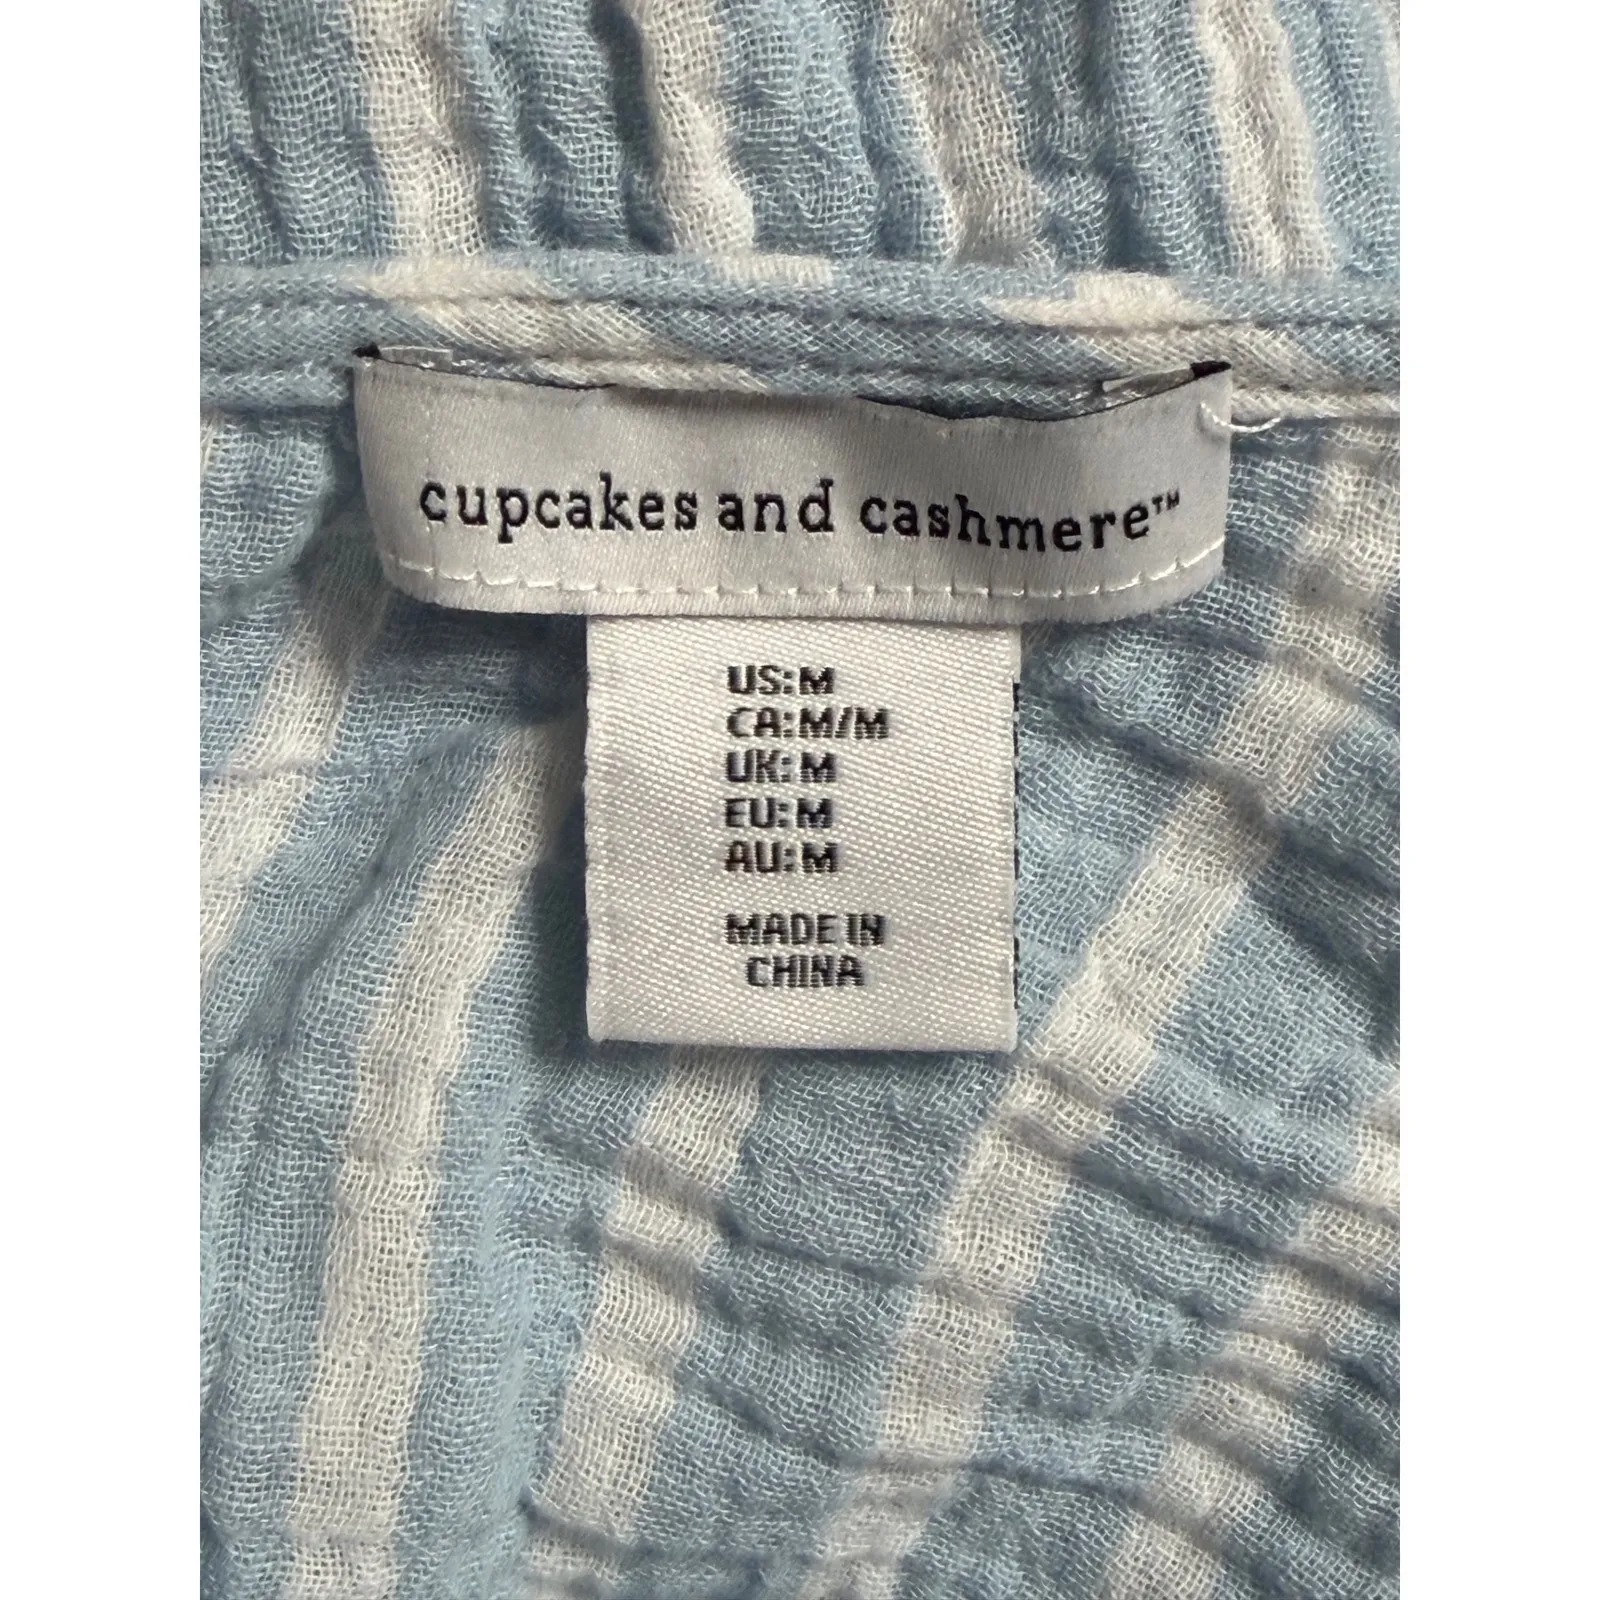 cupcakes and cashmere™
US:M
CA:M/M
UK:M
EU:M
AU:M
MADE IN
CHINA